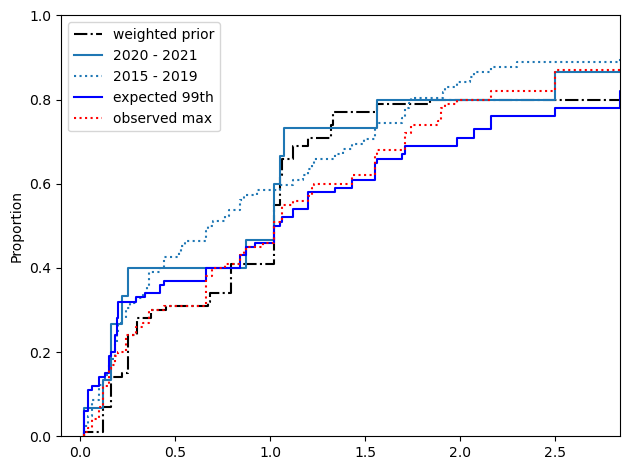 1.0
0.8
0.6
0.4
0.2
0.0
Proportion
weighted prior
2020 - 2021
2015 - 2019
expected 99th
observed max
0.0 0.5 1.0 1.5 2.0 2.5